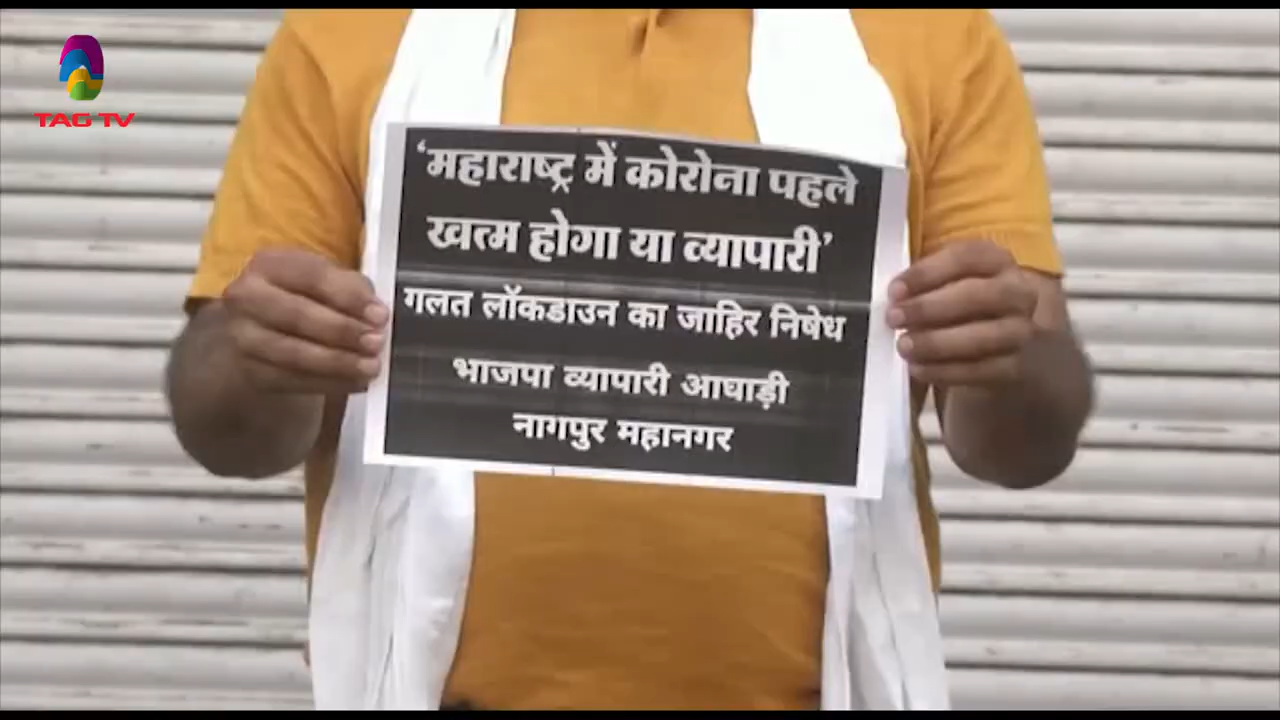 TAG TV
‘महाराष्ट्र में कोरोना पहले
खत्म होगा या व्यापारी’
गलत लॉकडाउन का जाहिर निषेध
भाजपा व्यापारी आघाड़ी
नागपुर महानगर